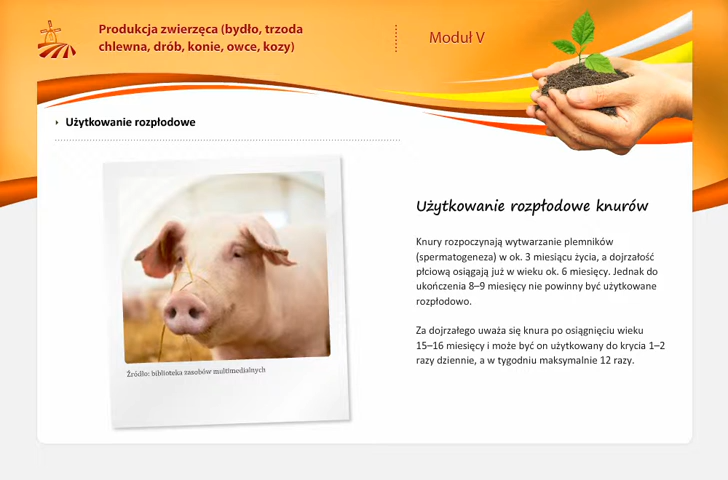 Produkcja zwierzęca (bydło, trzoda
chlewna, drób, konie, owce, kozy)
Moduł V
Użytkowanie rozpłodowe
Użytkowanie rozpłodowe knurów
Knury rozpoczynają wytwarzanie plemników
(spermatogeneza) w ok. 3 miesiącu życia, a dojrzałość
płciową osiągają już w wieku ok. 6 miesięcy. Jednak do
ukończenia 8–9 miesięcy nie powinny być użytkowane
rozpłodowo.
Za dojrzałego uważa się knura po osiągnięciu wieku
15–16 miesięcy i może być on użytkowany do krycia 1–2
razy dziennie, a w tygodniu maksymalnie 12 razy.
Źródło: biblioteka zasobów multimedialnych